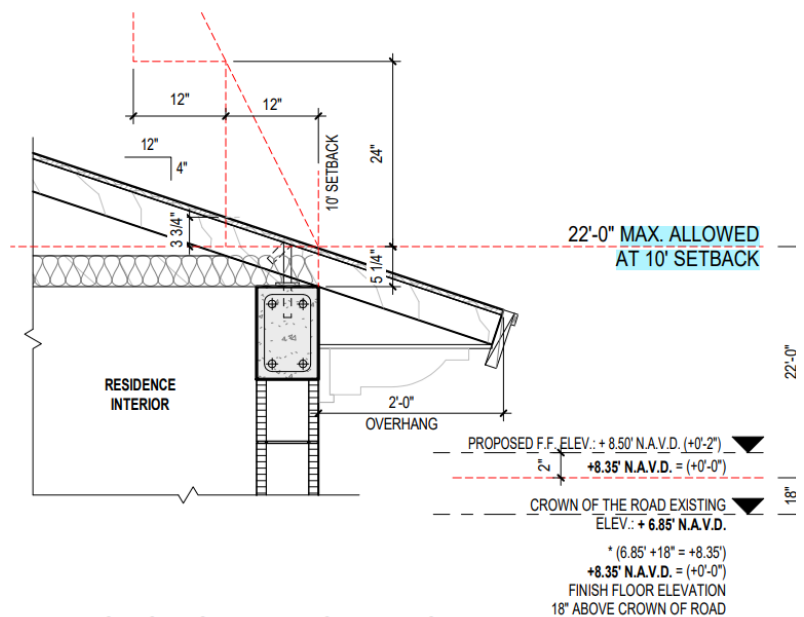 12"
12"
12"
4"
10' SETBACK
24"
3 3/4"
5 1/4"
22'-0" MAX. ALLOWED
AT 10' SETBACK
RESIDENCE
INTERIOR
2'-0"
OVERHANG
22'-0"
PROPOSED F.F. ELEV.: + 8.50' N.A.V.D. (+0'-2")
2"
+8.35' N.A.V.D. = (+0'-0")
18"
CROWN OF THE ROAD EXISTING
ELEV.: + 6.85' N.A.V.D.
* (6.85' +18" = +8.35')
+8.35' N.A.V.D. = (+0'-0")
FINISH FLOOR ELEVATION
18" ABOVE CROWN OF ROAD